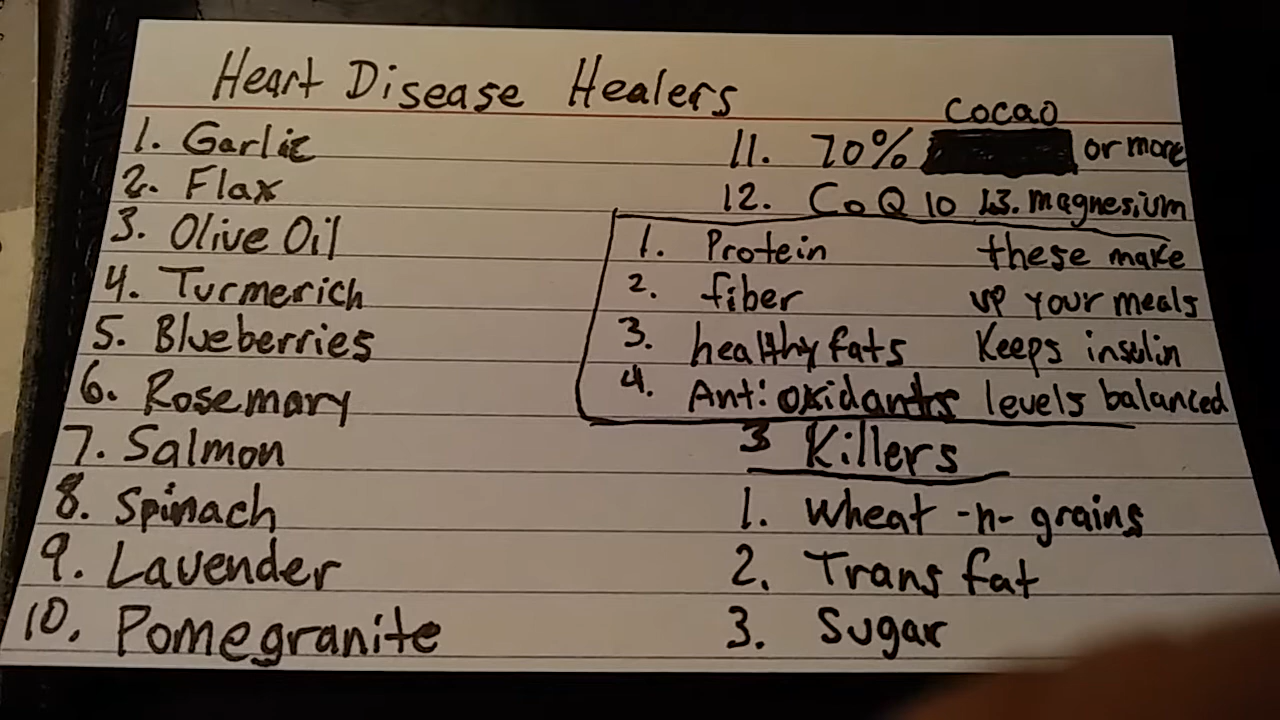 Heart Disease Healers
1. Garlic
2. Flax
3. Olive Oil
4. Turmerich
5. Blueberries
6. Rosemary
7. Salmon
8. Spinach
9. Lavender
10. Pomegranite
cocao
11. 70% or more
12. CoQ10 13. magnesium
1. Protein these make
2. fiber up your meals
3. healthy fats Keeps insulin
4. Antioxidants levels balanced
3 Killers
1. Wheat -n- grains
2. Trans fat
3. Sugar